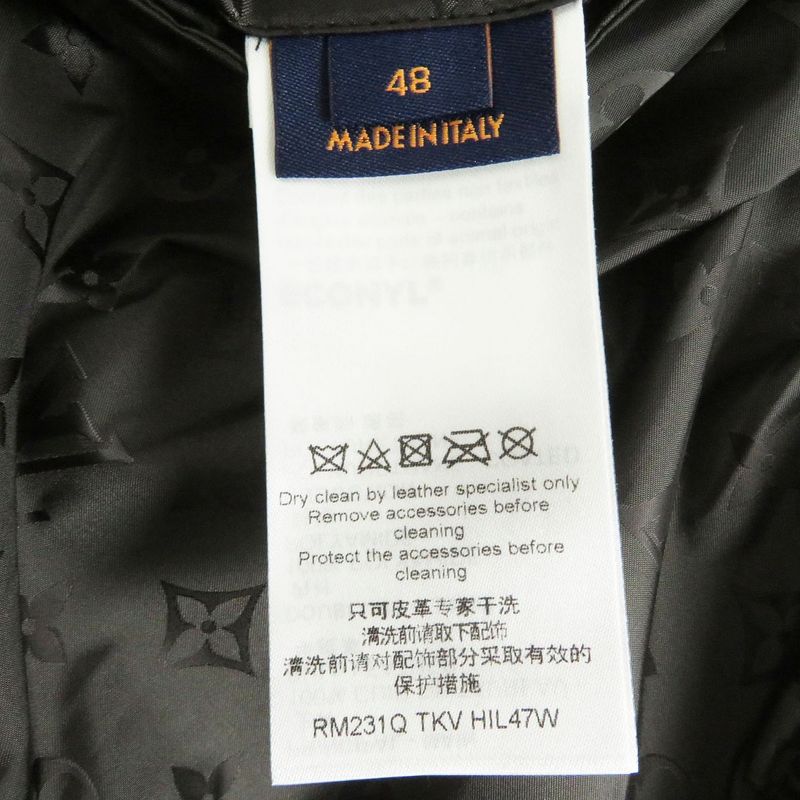 48
MADE IN ITALY
ECONYL®
Dry clean by leather specialist only
Remove accessories before
cleaning
Protect the accessories before
cleaning
只可皮革专家干洗
清洗前请取下配饰
清洗前请对配饰部分采取有效的
保护措施
RM231Q TKV HIL47W